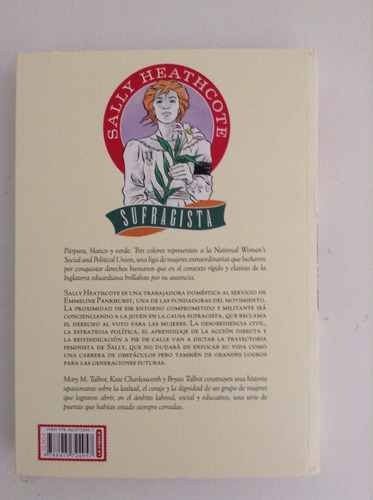 SALLY HEATHCOTE
SUFRAGISTA
Púrpura, blanco y verde. Tres colores representan a la National Women's
Social and Political Union, una liga de mujeres extraordinarias que lucharon
por conquistar derechos humanos que en el contexto rígido y clasista de la
Inglaterra eduardiana brillaban por su ausencia.
Sally Heathcote es una trabajadora doméstica al servicio de
Emmeline Pankhurst, una de las fundadoras del movimiento.
La proximidad de ese entorno comprometido y militante irá
concienciando a la joven en la causa sufragista, que reclama
el derecho al voto para las mujeres. La desobediencia civil,
la estrategia política, el aprendizaje de la acción directa y
la reivindicación a pie de calle van a dictar la trayectoria
feminista de Sally, que no dudará en enfocar su vida como
una carrera de obstáculos pero también de grandes logros
para las generaciones futuras.
Mary M. Talbot, Kate Charlesworth y Bryan Talbot construyen una historia
apasionante sobre la lealtad, el coraje y la dignidad de un grupo de mujeres
que lograron abrir, en el ámbito laboral, social y educativo, una serie de
puertas que habían estado siempre cerradas.